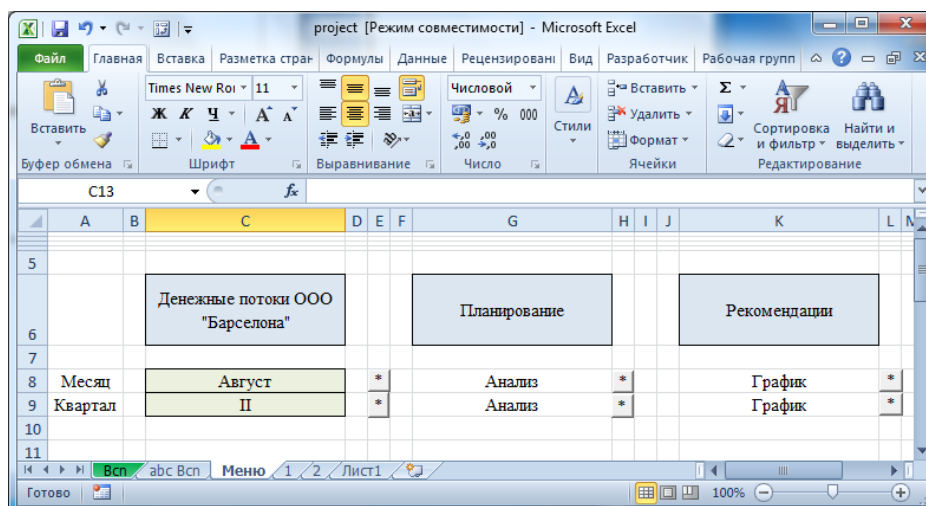 project [Режим совместимости] - Microsoft Excel
Файл Главная Вставка Разметка стран Формулы Данные Рецензировані Вид Разработчик Рабочая групп
Times New Roı 11 Числовой Вставить Σ
Вставить Ж К Ч A A % 000 Стили Удалить Сортировка и фильтр Найти и выделить
Формат
Буфер обмена Шрифт Выравнивание Число Ячейки Редактирование
C13 fx
A B C D E F G H I J K L M
5
6 Денежные потоки ООО "Барселона" Планирование Рекомендации
7
8 Месяц Август * Анализ * График *
9 Квартал II * Анализ * График *
10
11
Всп abc Всп Меню 1 2 Лист1
Готово 100%